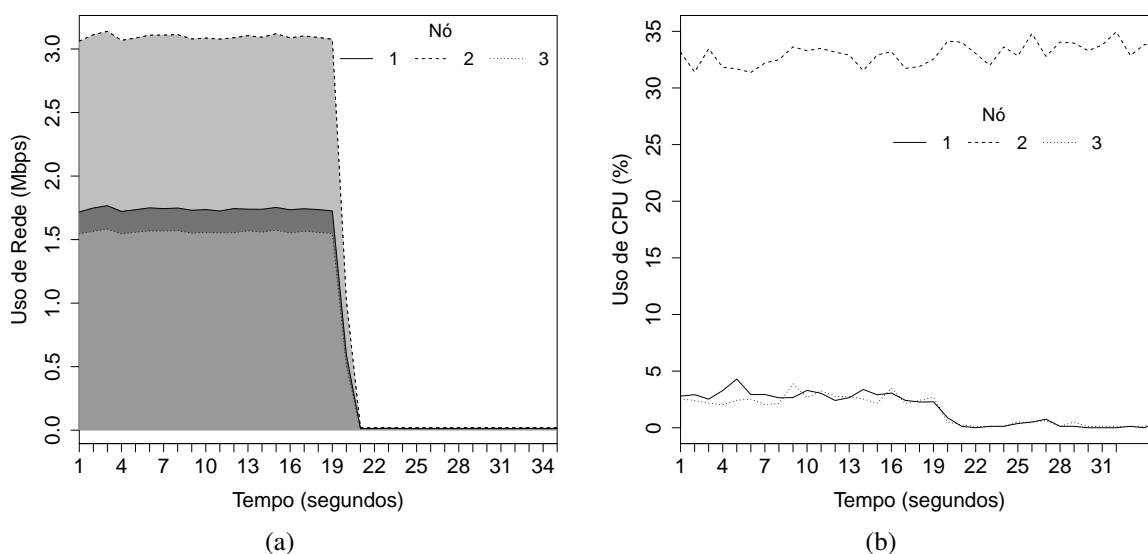 Nó
1 2 3
Uso de Rede (Mbps)
3.0
2.5
2.0
1.5
1.0
0.5
0.0
1 4 7 10 13 16 19 22 25 28 31 34
Tempo (segundos)
(a)
Nó
1 2 3
Uso de CPU (%)
35
30
25
20
15
10
5
0
1 4 7 10 13 16 19 22 25 28 32
Tempo (segundos)
(b)